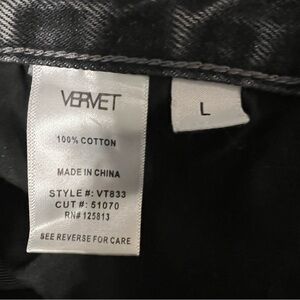 VERVET
100% COTTON
MADE IN CHINA
STYLE #: VT833
CUT #: 51070
RN# 125813
SEE REVERSE FOR CARE
L